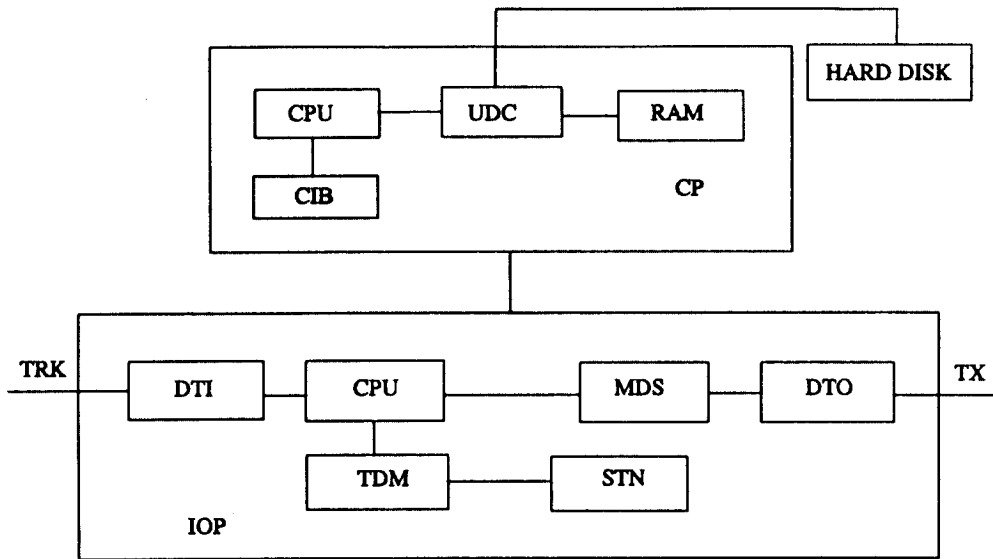 HARD DISK
CPU
UDC
RAM
CIB
CP
TRK
DTI
CPU
MDS
DTO
TX
TDM
STN
IOP